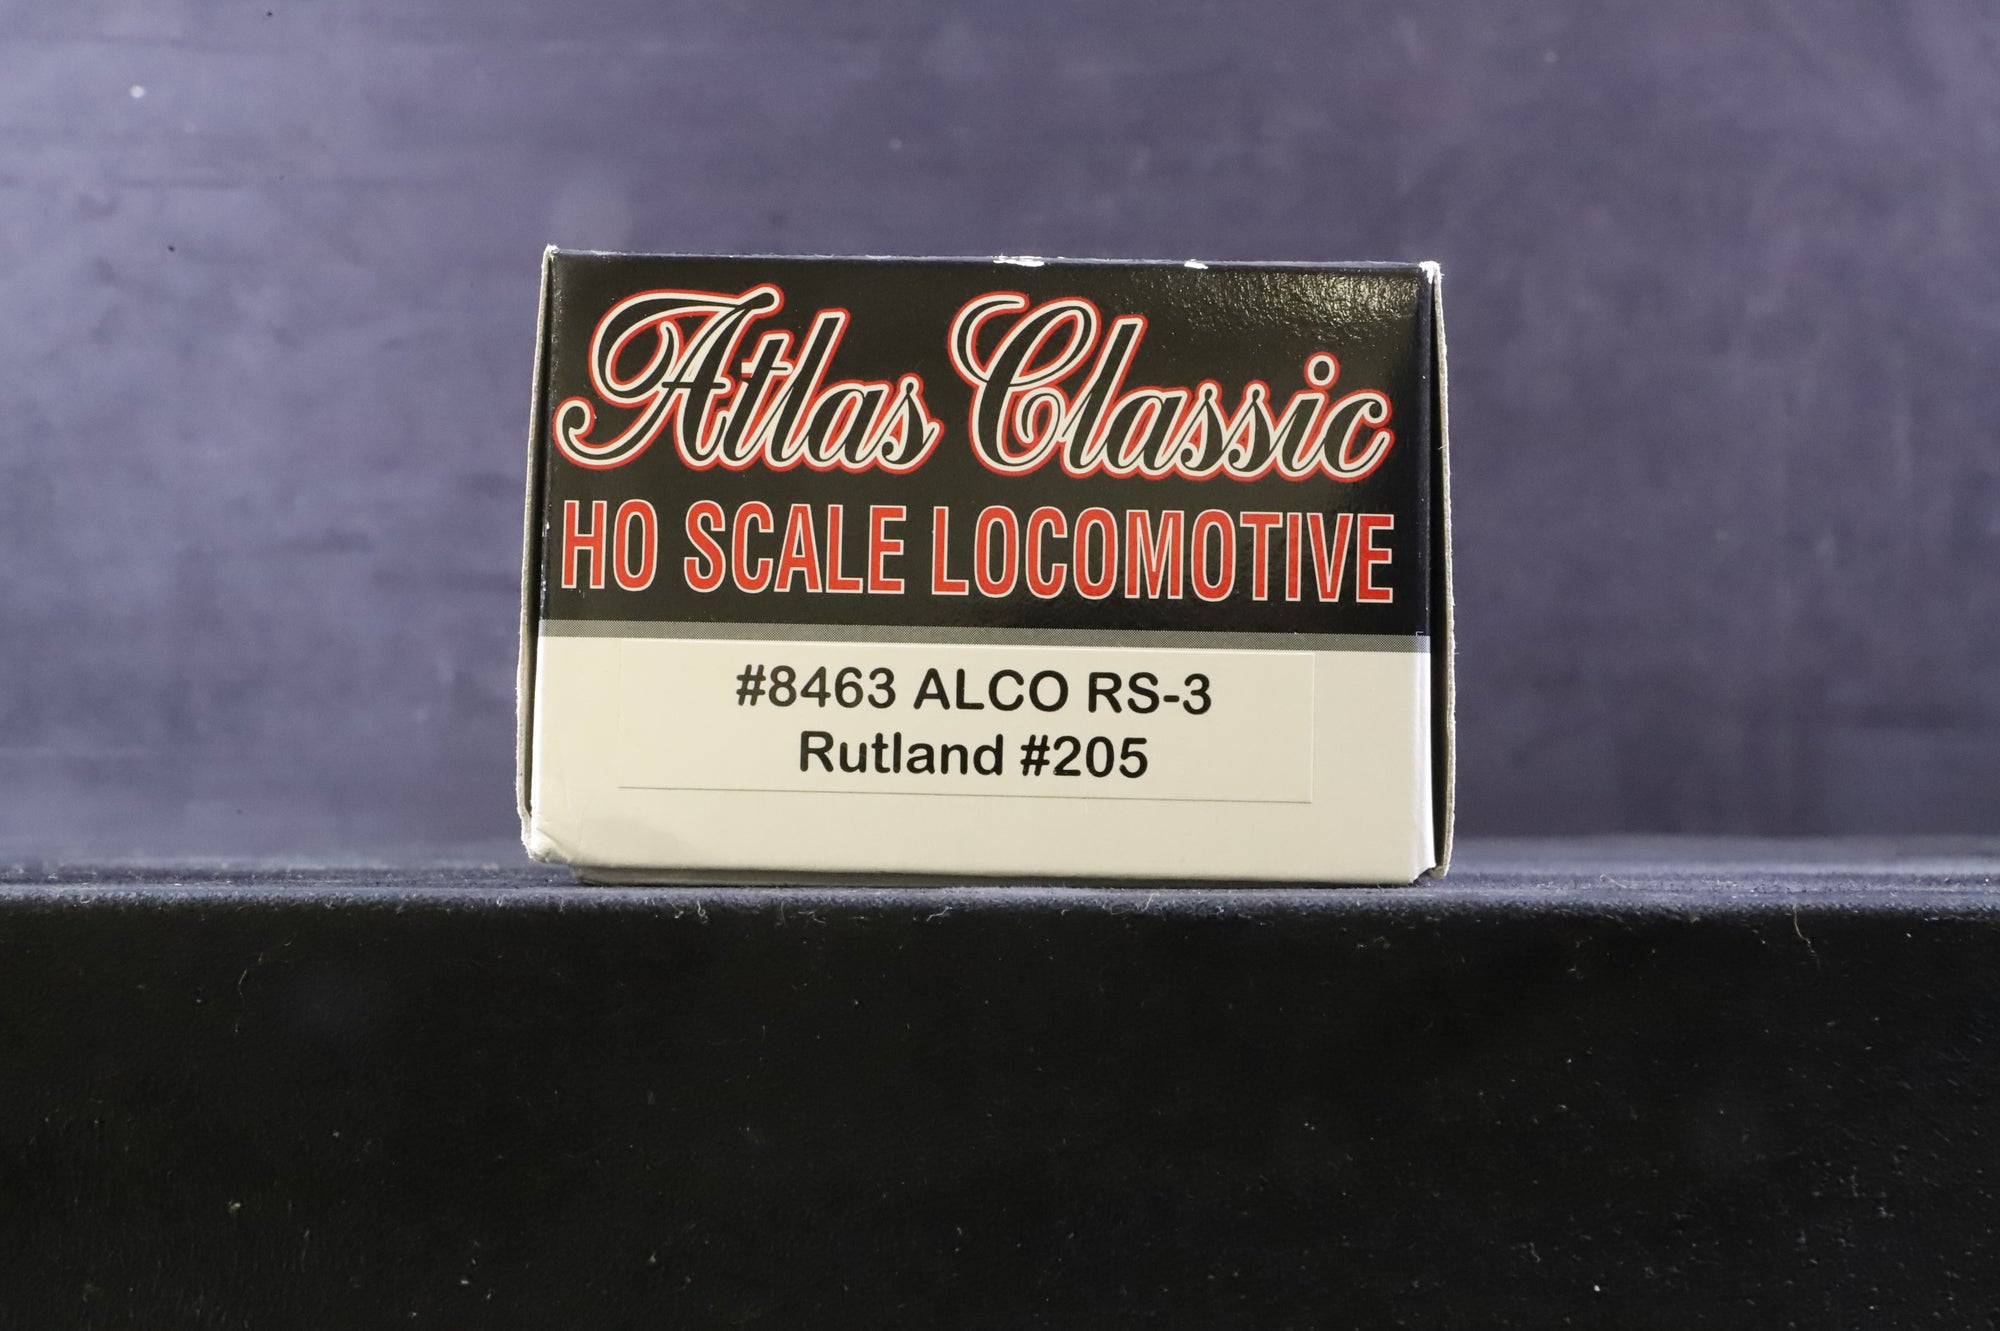 Atlas Classic
HO SCALE LOCOMOTIVE
#8463 ALCO RS-3
Rutland #205